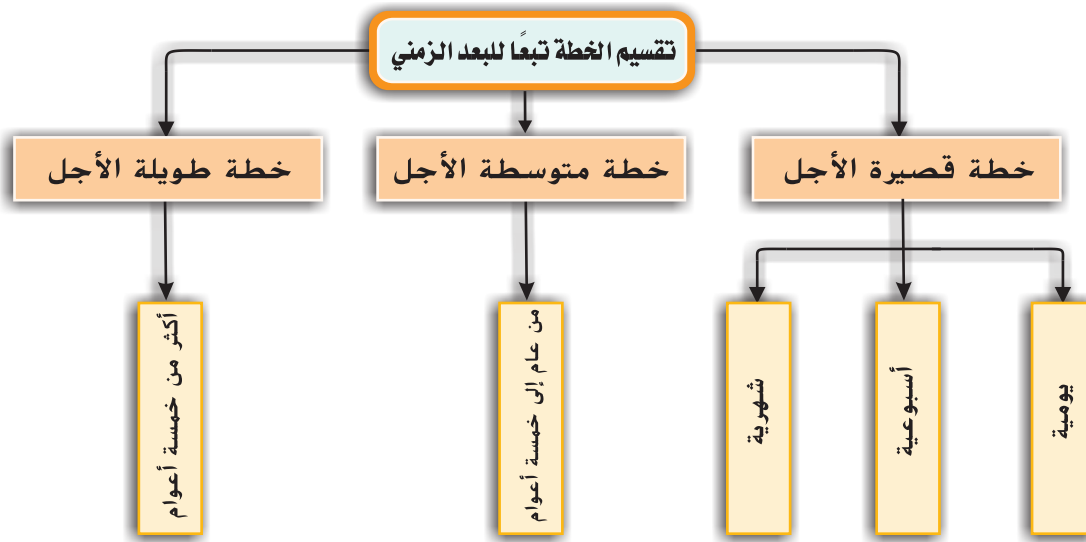 تقسيم الخطة تبعًا للبعد الزمني
خطة قصيرة الأجل
خطة متوسطة الأجل
خطة طويلة الأجل
يومية
أسبوعية
شهرية
من عام إلى خمسة أعوام
أكثر من خمسة أعوام